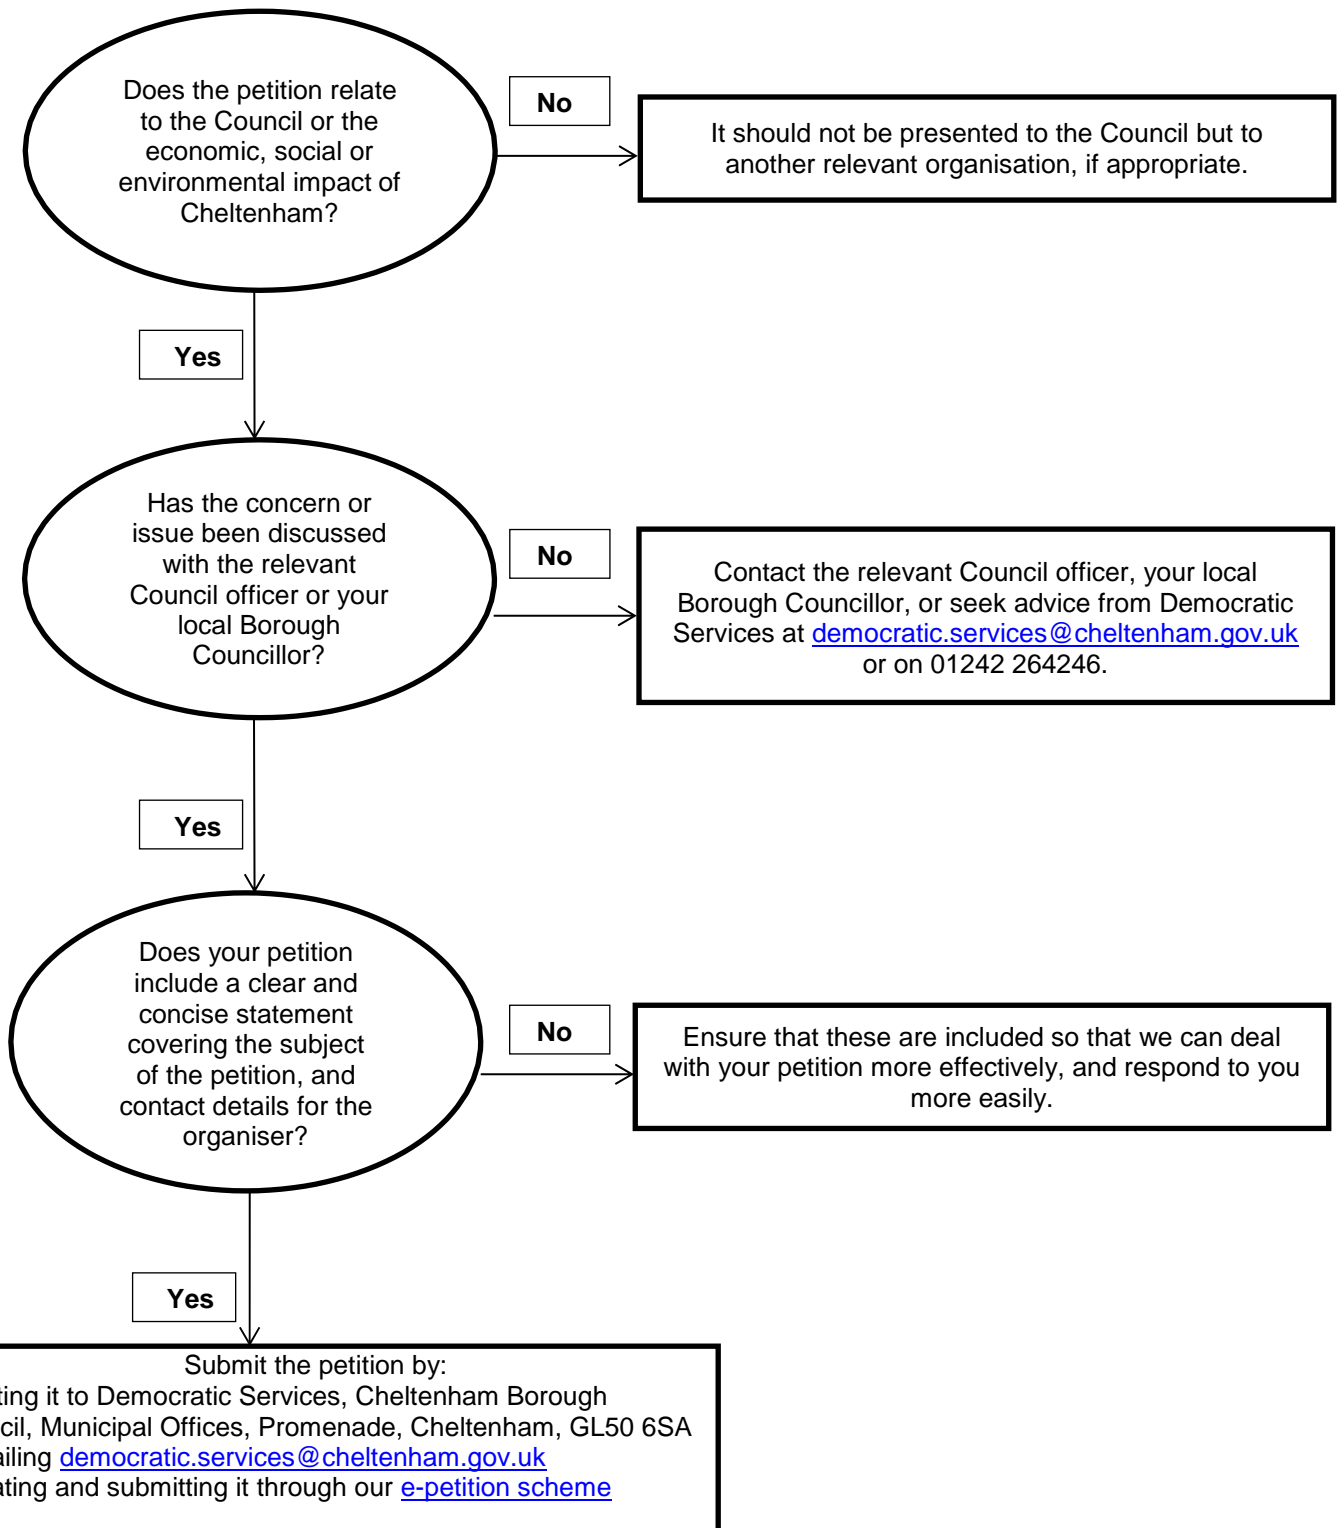 Does the petition relate
to the Council or the
economic, social or
environmental impact of
Cheltenham?
No
It should not be presented to the Council but to
another relevant organisation, if appropriate.
Yes
Has the concern or
issue been discussed
with the relevant
Council officer or your
local Borough
Councillor?
No
Contact the relevant Council officer, your local
Borough Councillor, or seek advice from Democratic
Services at democratic.services@cheltenham.gov.uk
or on 01242 264246.
Yes
Does your petition
include a clear and
concise statement
covering the subject
of the petition, and
contact details for the
organiser?
No
Ensure that these are included so that we can deal
with your petition more effectively, and respond to you
more easily.
Yes
Submit the petition by:
it to Democratic Services, Cheltenham Borough
Municipal Offices, Promenade, Cheltenham, GL50 6SA
democratic.services@cheltenham.gov.uk
and submitting it through our e-petition scheme